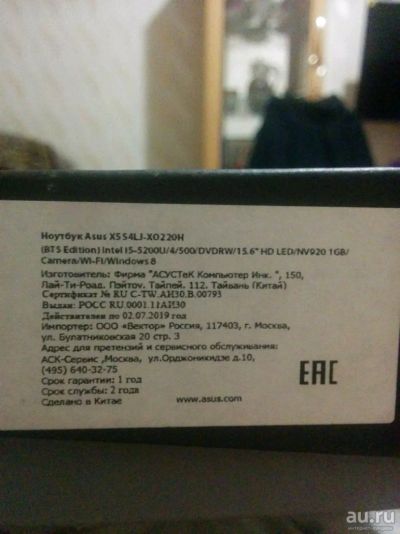 Ноутбук Asus X554LJ-XO220H
(BTS Edition) Intel I5-5200U/4/500/DVDRW/15.6" HD LED/NV920 1GB/
Camera/Wi-Fi/Windows 8
Изготовитель: Фирма "АСУСТеК Компьютер Инк. ", 150,
Лай-Ти-Роад. Пэйтоу. Тайпей. 112. Тайвань (Китай)
Сертификат № RU C-TW.АИ30.В.00793
Выдан: РОСС RU.0001.11АИ30
Действителен по 02.07.2019 год
Импортер: ООО «Вектор» Россия, 117403, г. Москва,
ул. Булатниковская 20 стр. 3
Адрес для претензий и сервисного обслуживания:
АСК-Сервис ,Москва, ул.Орджоникидзе д.10,
(495) 640-32-75
Срок гарантии: 1 год
Срок службы: 2 года
Сделано в Китае
www.asus.com
EAC
au.ru